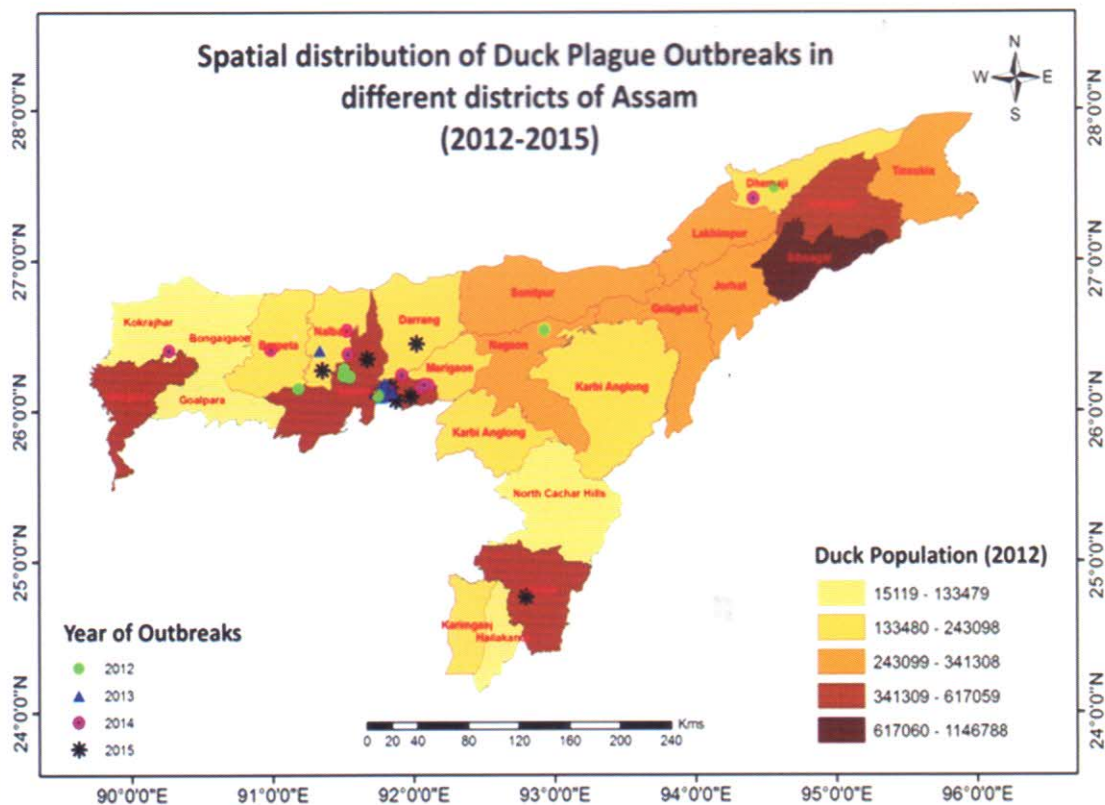 Spatial distribution of Duck Plague Outbreaks in
different districts of Assam
(2012-2015)
N
W E
S
28°0'0"N
27°0'0"N
26°0'0"N
25°0'0"N
24°0'0"N
28°0'0"N
27°0'0"N
26°0'0"N
25°0'0"N
24°0'0"N
Tinsukia
Dhemaji
Lakhimpur
Sibsagar
Jorhat
Golaghat
Sonitpur
Nagaon
Darrang
Marigaon
Kokrajhar
Bongaigaon
Barpeta
Goalpara
Karbi Anglong
Karbi Anglong
North Cachar Hills
Karimganj
Year of Outbreaks
2012
2013
2014
2015
0 20 40 80 120 160 200 240
Kms
Duck Population (2012)
15119 - 133479
133480 - 243098
243099 - 341308
341309 - 617059
617060 - 1146788
90°0'0"E 91°0'0"E 92°0'0"E 93°0'0"E 94°0'0"E 95°0'0"E 96°0'0"E